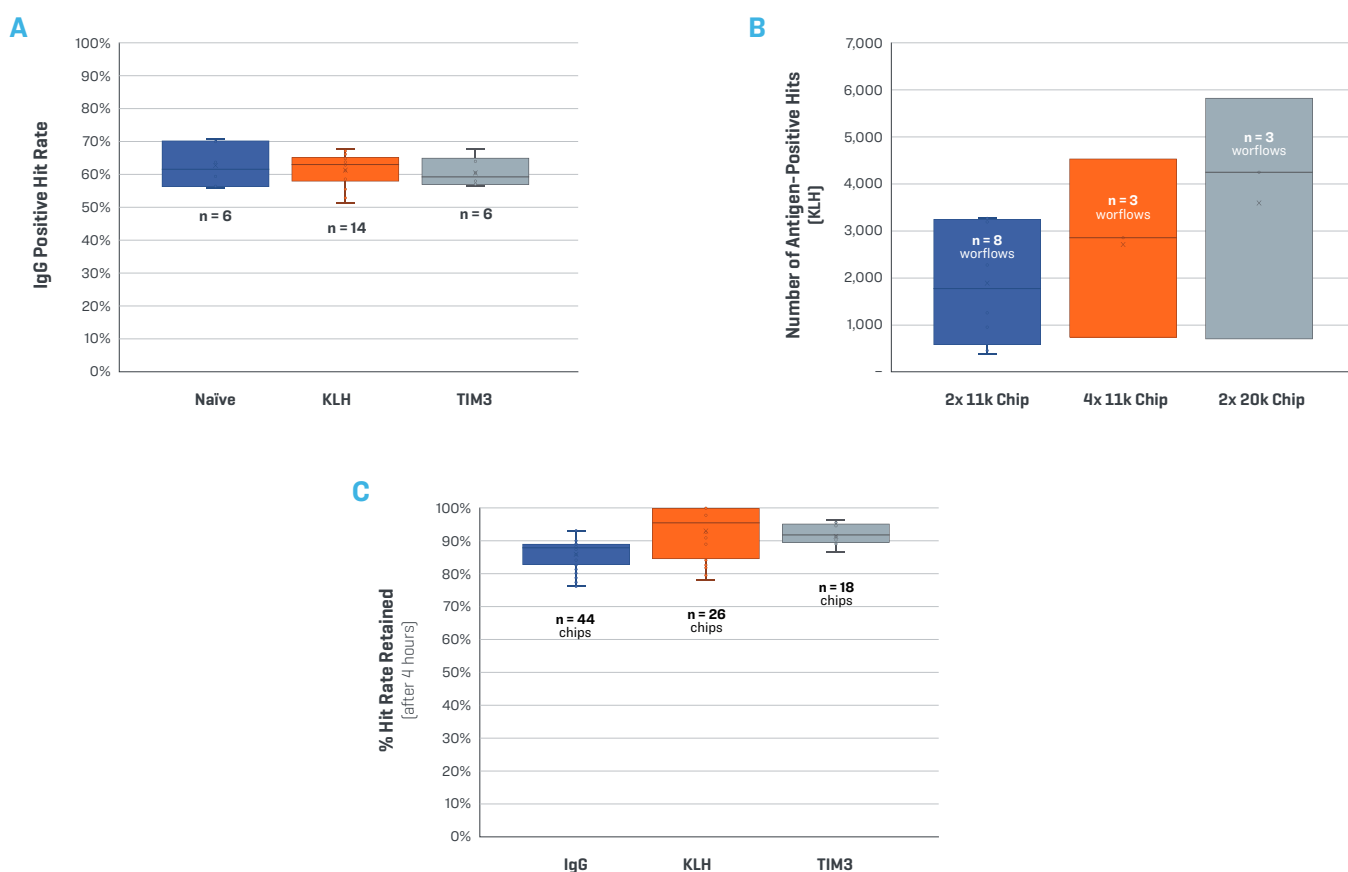 A
IgG Positive Hit Rate
100%
90%
80%
70%
60%
50%
40%
30%
20%
10%
0%
n = 6
n = 14
n = 6
Naïve
KLH
TIM3
B
Number of Antigen-Positive Hits
(KLH)
7,000
6,000
5,000
4,000
3,000
2,000
1,000
–
n = 8
worflows
n = 3
worflows
n = 3
worflows
2x 11k Chip
4x 11k Chip
2x 20k Chip
C
% Hit Rate Retained
(after 4 hours)
100%
90%
80%
70%
60%
50%
40%
30%
20%
10%
0%
n = 44
chips
n = 26
chips
n = 18
chips
IgG
KLH
TIM3